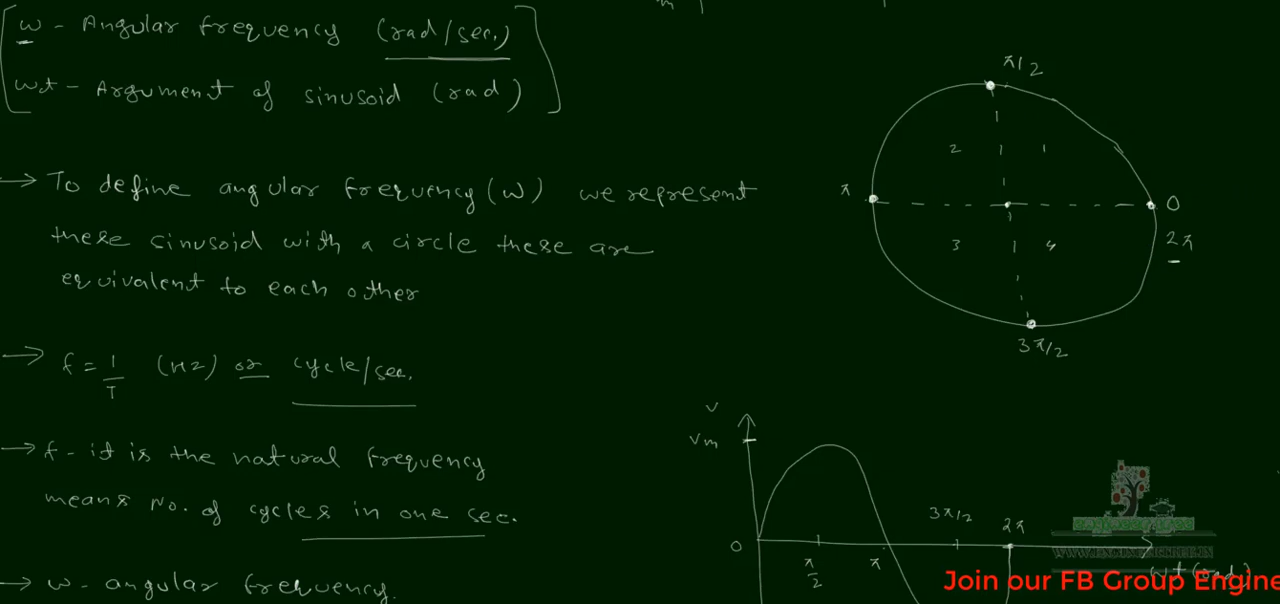 ω - Angular frequency (rad/sec.)
ωt - Argument of sinusoid (rad)
→ To define angular frequency (ω) we represent
these sinusoid with a circle these are
equivalent to each other
→ f = 1/T (Hz) or cycle/sec.
→ f - it is the natural frequency
means No. of cycles in one sec.
→ ω - angular frequency.
π/2
2 1
π 0
2π
3 4
3π/2
V
Vm
3π/2 2π
0 π/2 π
ωt (rad)
Join our FB Group Engine